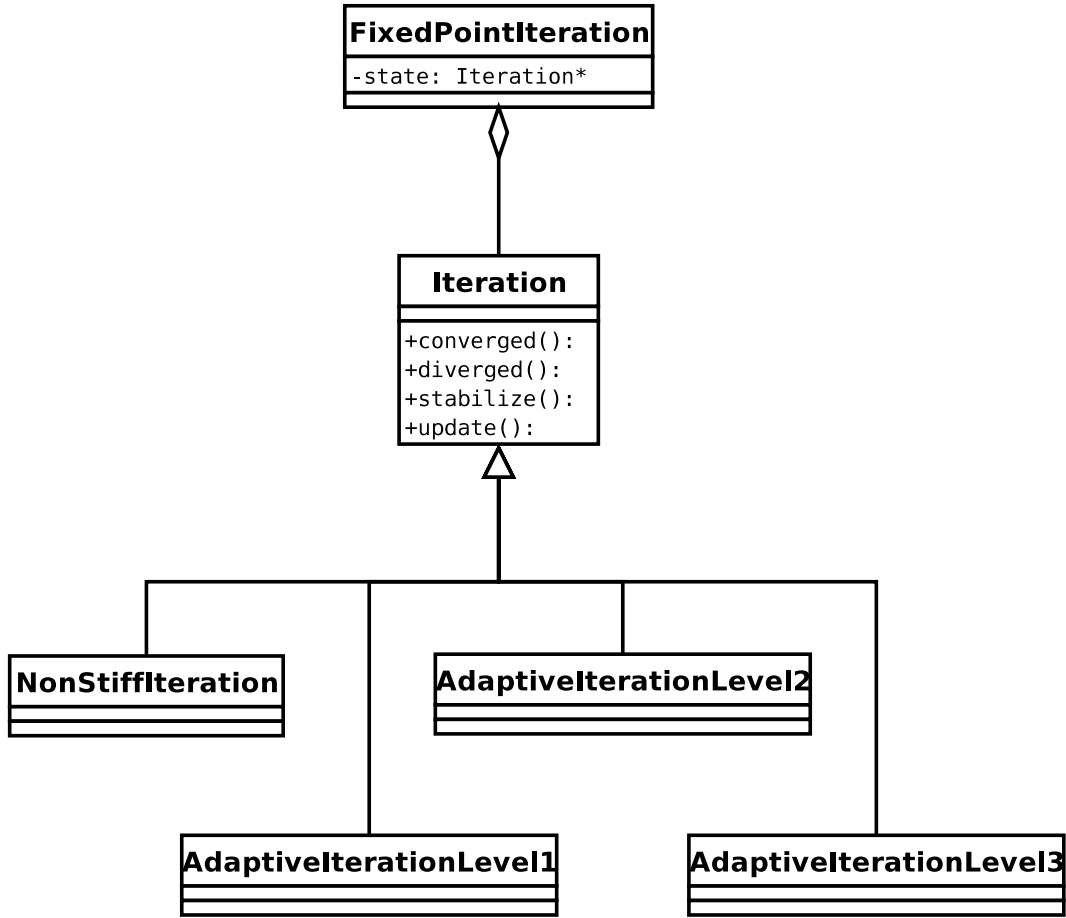 FixedPointIteration
-state: Iteration*
Iteration
+converged():
+diverged():
+stabilize():
+update():
NonStiffIteration
AdaptiveIterationLevel2
AdaptiveIterationLevel1
AdaptiveIterationLevel3